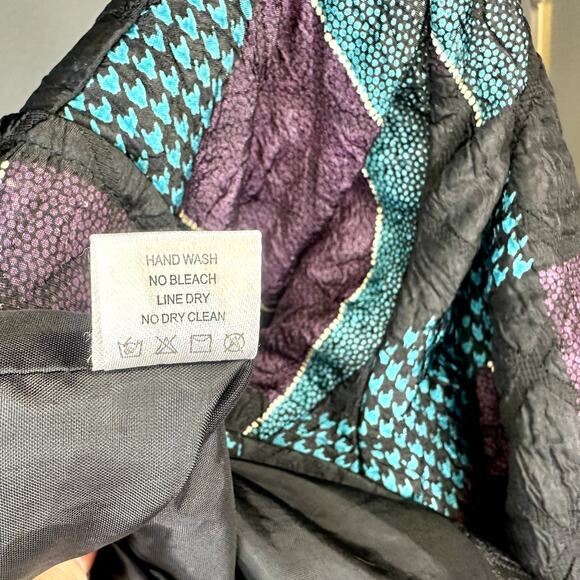 HAND WASH
NO BLEACH
LINE DRY
NO DRY CLEAN